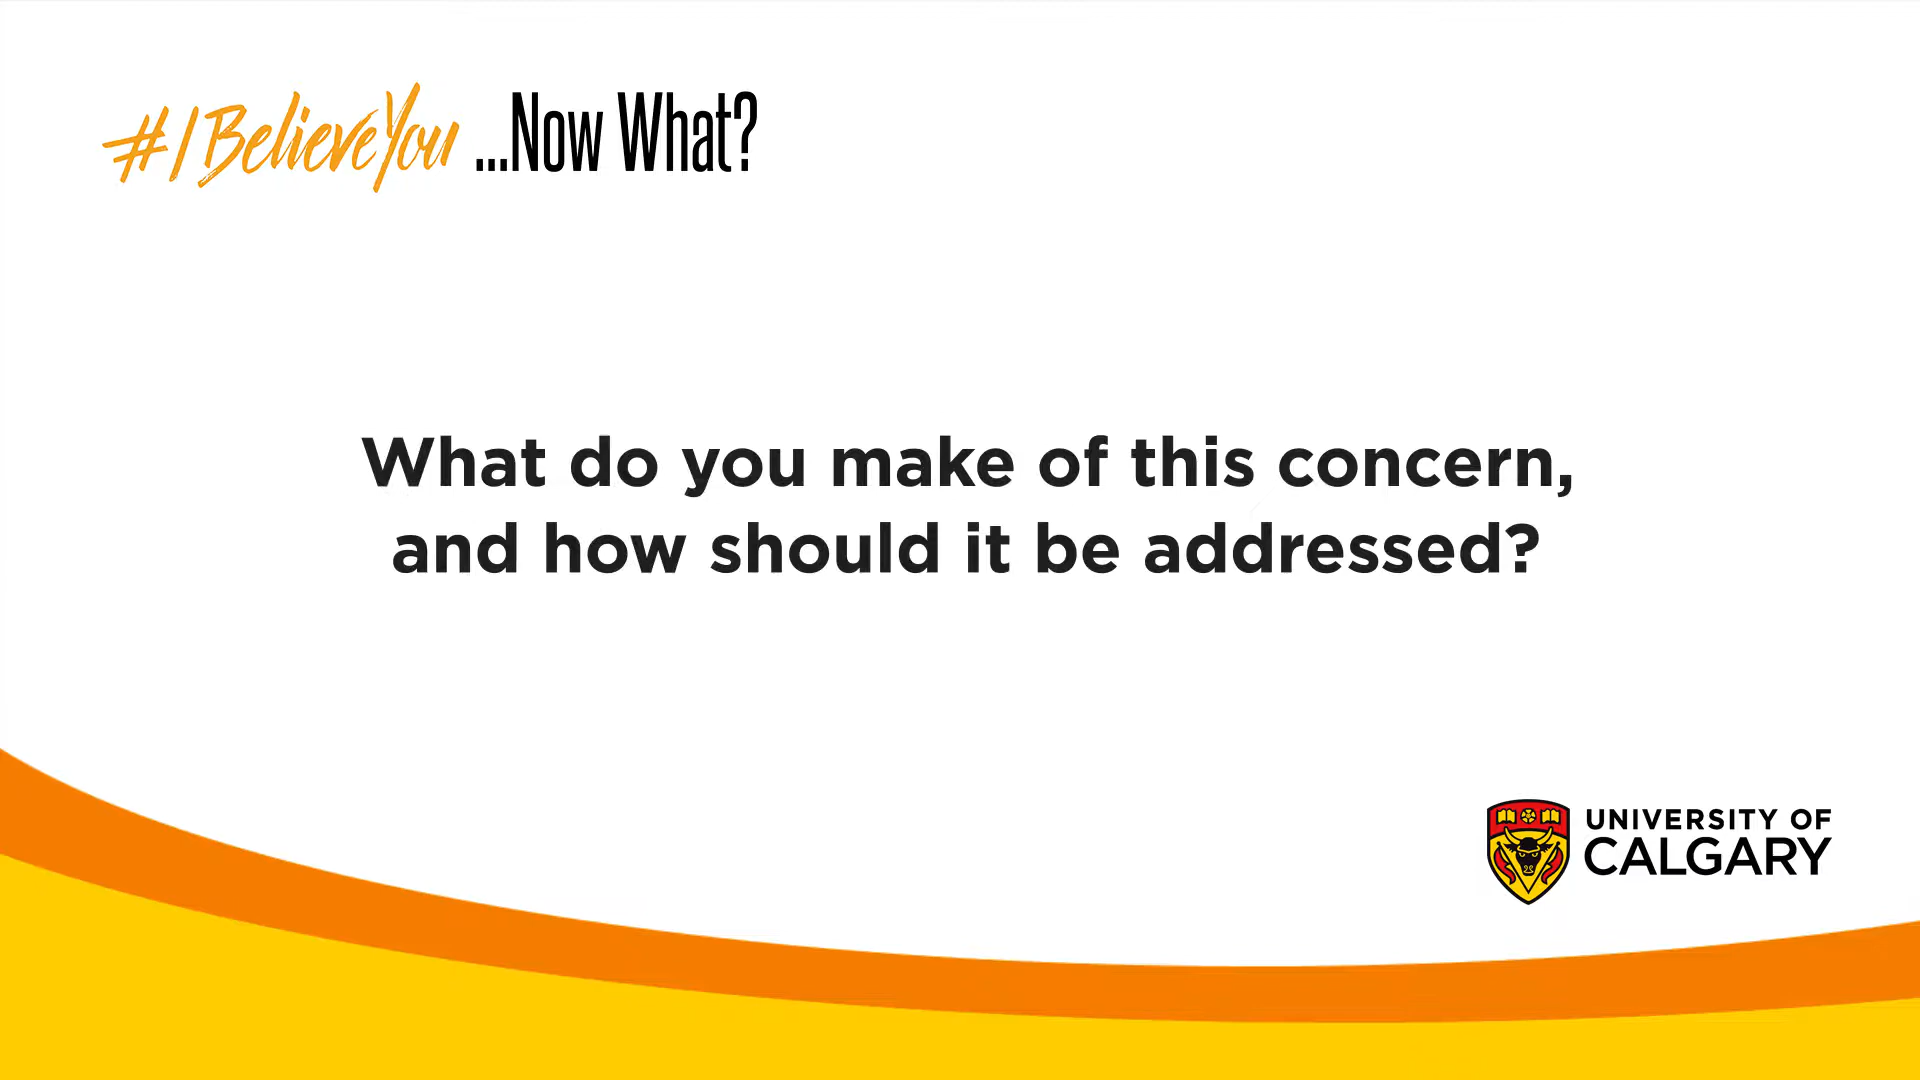 #IBelieveYou ...Now What?
What do you make of this concern,
and how should it be addressed?
UNIVERSITY OF
CALGARY